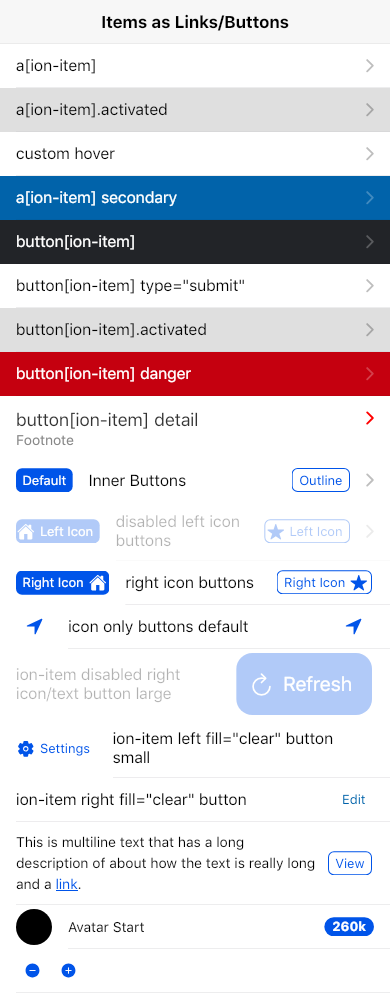 Items as Links/Buttons
a[ion-item]
a[ion-item].activated
custom hover
a[ion-item] secondary
button[ion-item]
button[ion-item] type="submit"
button[ion-item].activated
button[ion-item] danger
button[ion-item] detail
Footnote
Default Inner Buttons Outline
Left Icon disabled left icon buttons Left Icon
Right Icon right icon buttons Right Icon
icon only buttons default
ion-item disabled right
icon/text button large
Refresh
Settings
ion-item left fill="clear" button
small
ion-item right fill="clear" button Edit
This is multiline text that has a long
description of about how the text is really long
and a link.
View
Avatar Start 260k